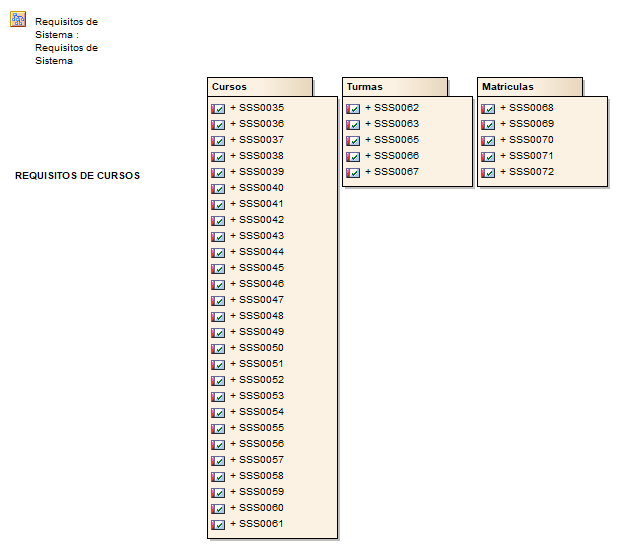 Requisitos de
Sistema :
Requisitos de
Sistema
REQUISITOS DE CURSOS
Cursos
+ SSS0035
+ SSS0036
+ SSS0037
+ SSS0038
+ SSS0039
+ SSS0040
+ SSS0041
+ SSS0042
+ SSS0043
+ SSS0044
+ SSS0045
+ SSS0046
+ SSS0047
+ SSS0048
+ SSS0049
+ SSS0050
+ SSS0051
+ SSS0052
+ SSS0053
+ SSS0054
+ SSS0055
+ SSS0056
+ SSS0057
+ SSS0058
+ SSS0059
+ SSS0060
+ SSS0061
Turmas
+ SSS0062
+ SSS0063
+ SSS0065
+ SSS0066
+ SSS0067
Matriculas
+ SSS0068
+ SSS0069
+ SSS0070
+ SSS0071
+ SSS0072